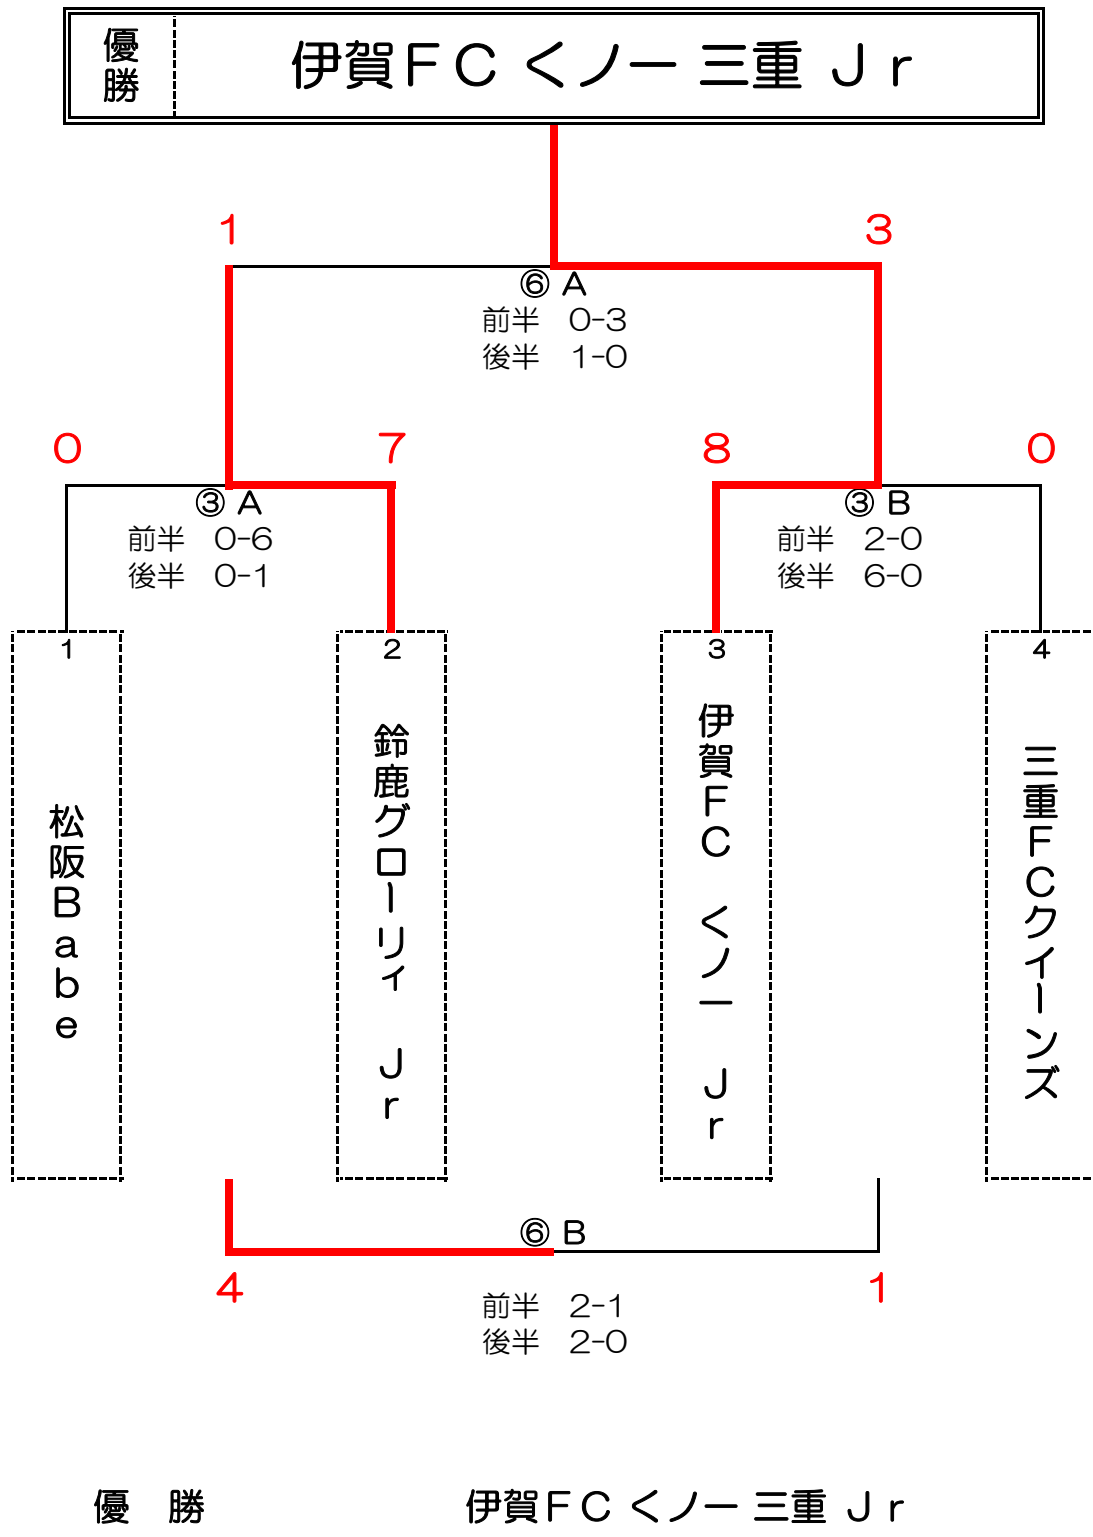 優勝 伊賀ＦＣ くノ一 三重 Ｊｒ
1 3
⑥ A
前半 0-3
後半 1-0
0 7 8 0
③ A ③ B
前半 0-6 前半 2-0
後半 0-1 後半 6-0
1 2 3 4
松阪Ｂａｂｅ
鈴鹿グローリィ Ｊｒ
伊賀ＦＣ くノ一 Ｊｒ
三重ＦＣクイーンズ
⑥ B
4 1
前半 2-1
後半 2-0
優 勝 伊賀ＦＣ くノ一 三重 Ｊｒ